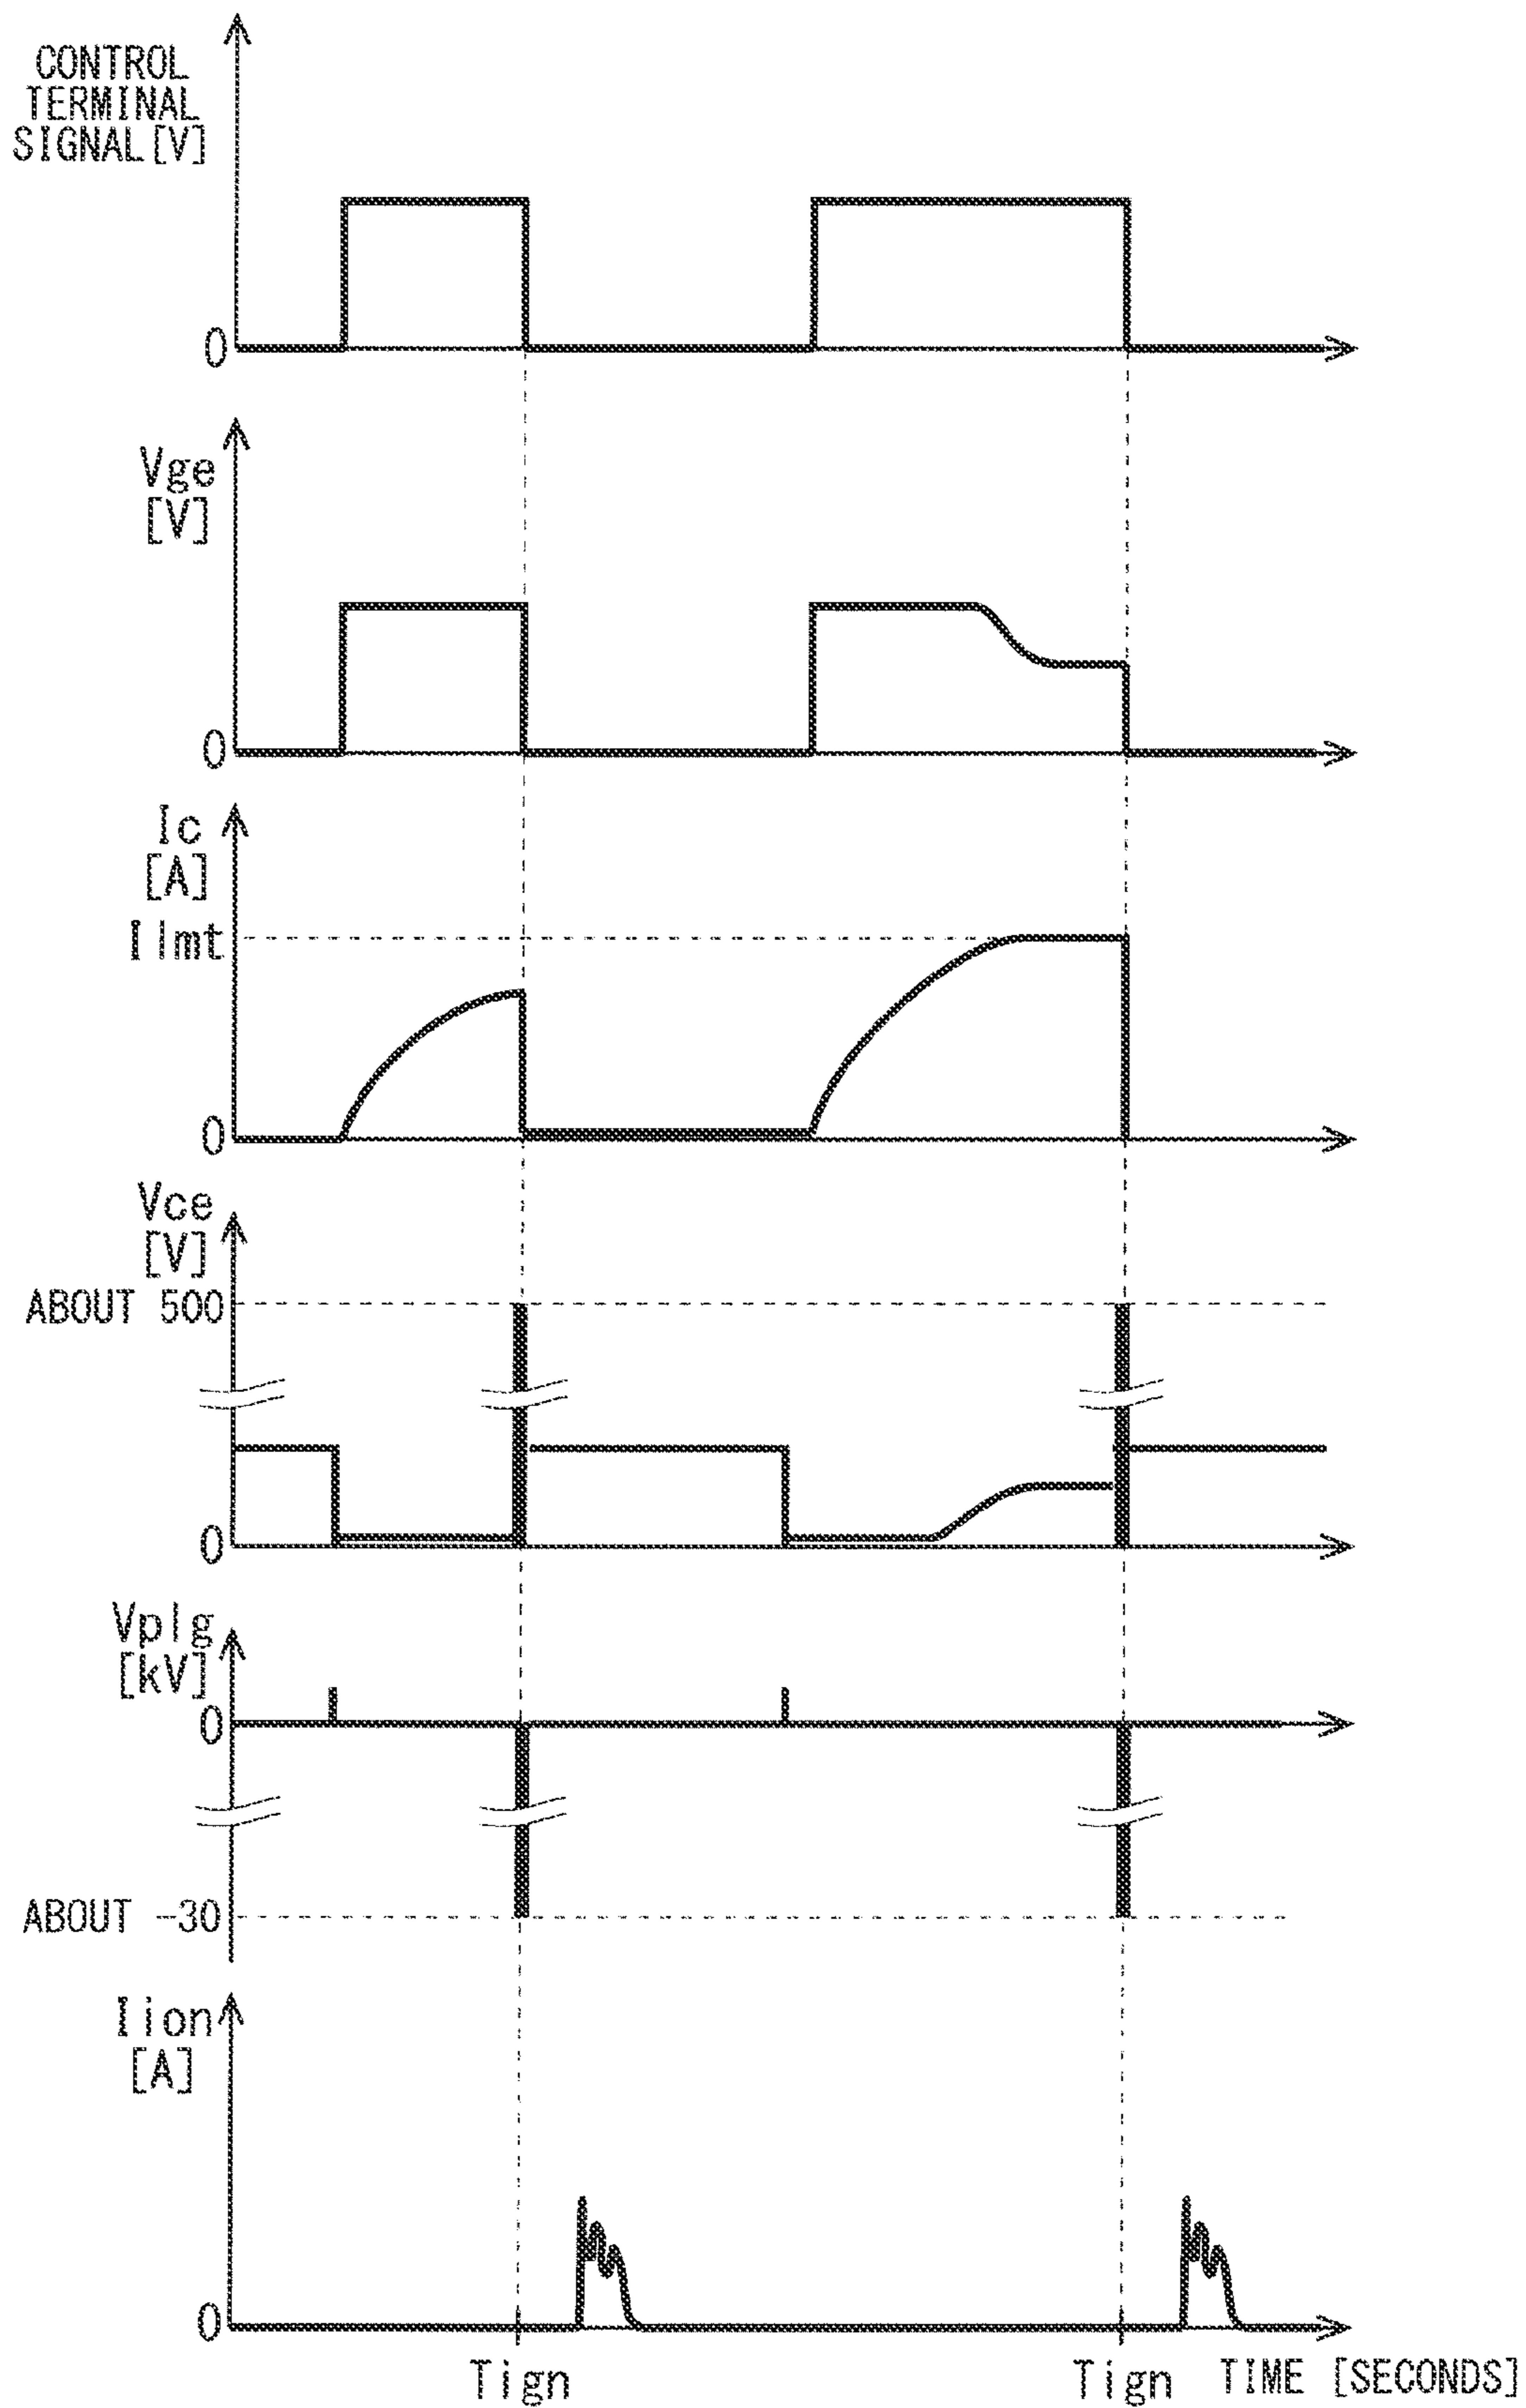 CONTROL
TERMINAL
SIGNAL[V]
0
Vge
[V]
0
Ic
[A]
Ilmt
0
Vce
[V]
ABOUT 500
0
Vplg
[kV]
0
ABOUT -30
Iion
[A]
0
Tign
Tign
TIME [SECONDS]